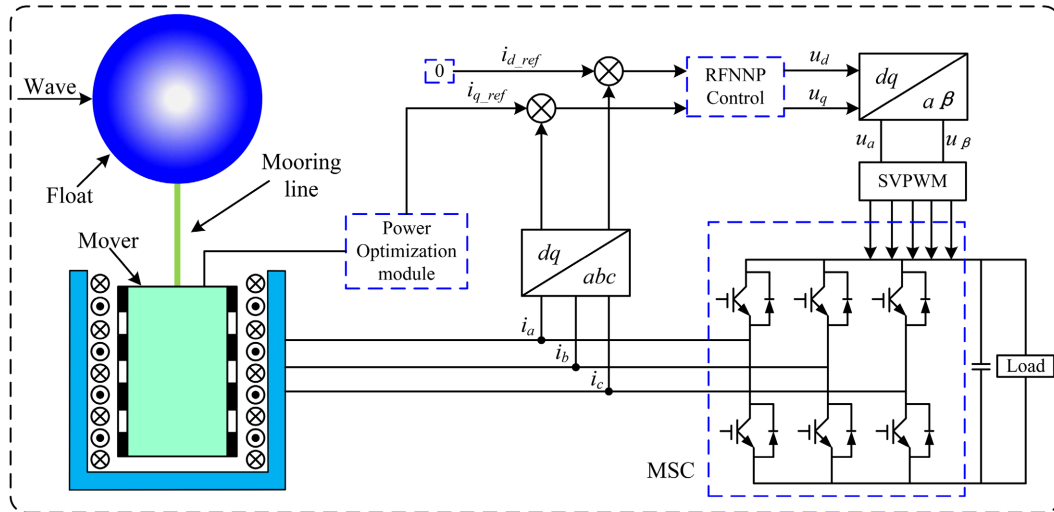 Wave
Float
Mooring
line
Mover
0
i_d_ref
i_q_ref
RFNNP
Control
u_d
u_q
dq
aβ
u_a
u_β
SVPWM
Power
Optimization
module
dq
abc
i_a
i_b
i_c
MSC
Load